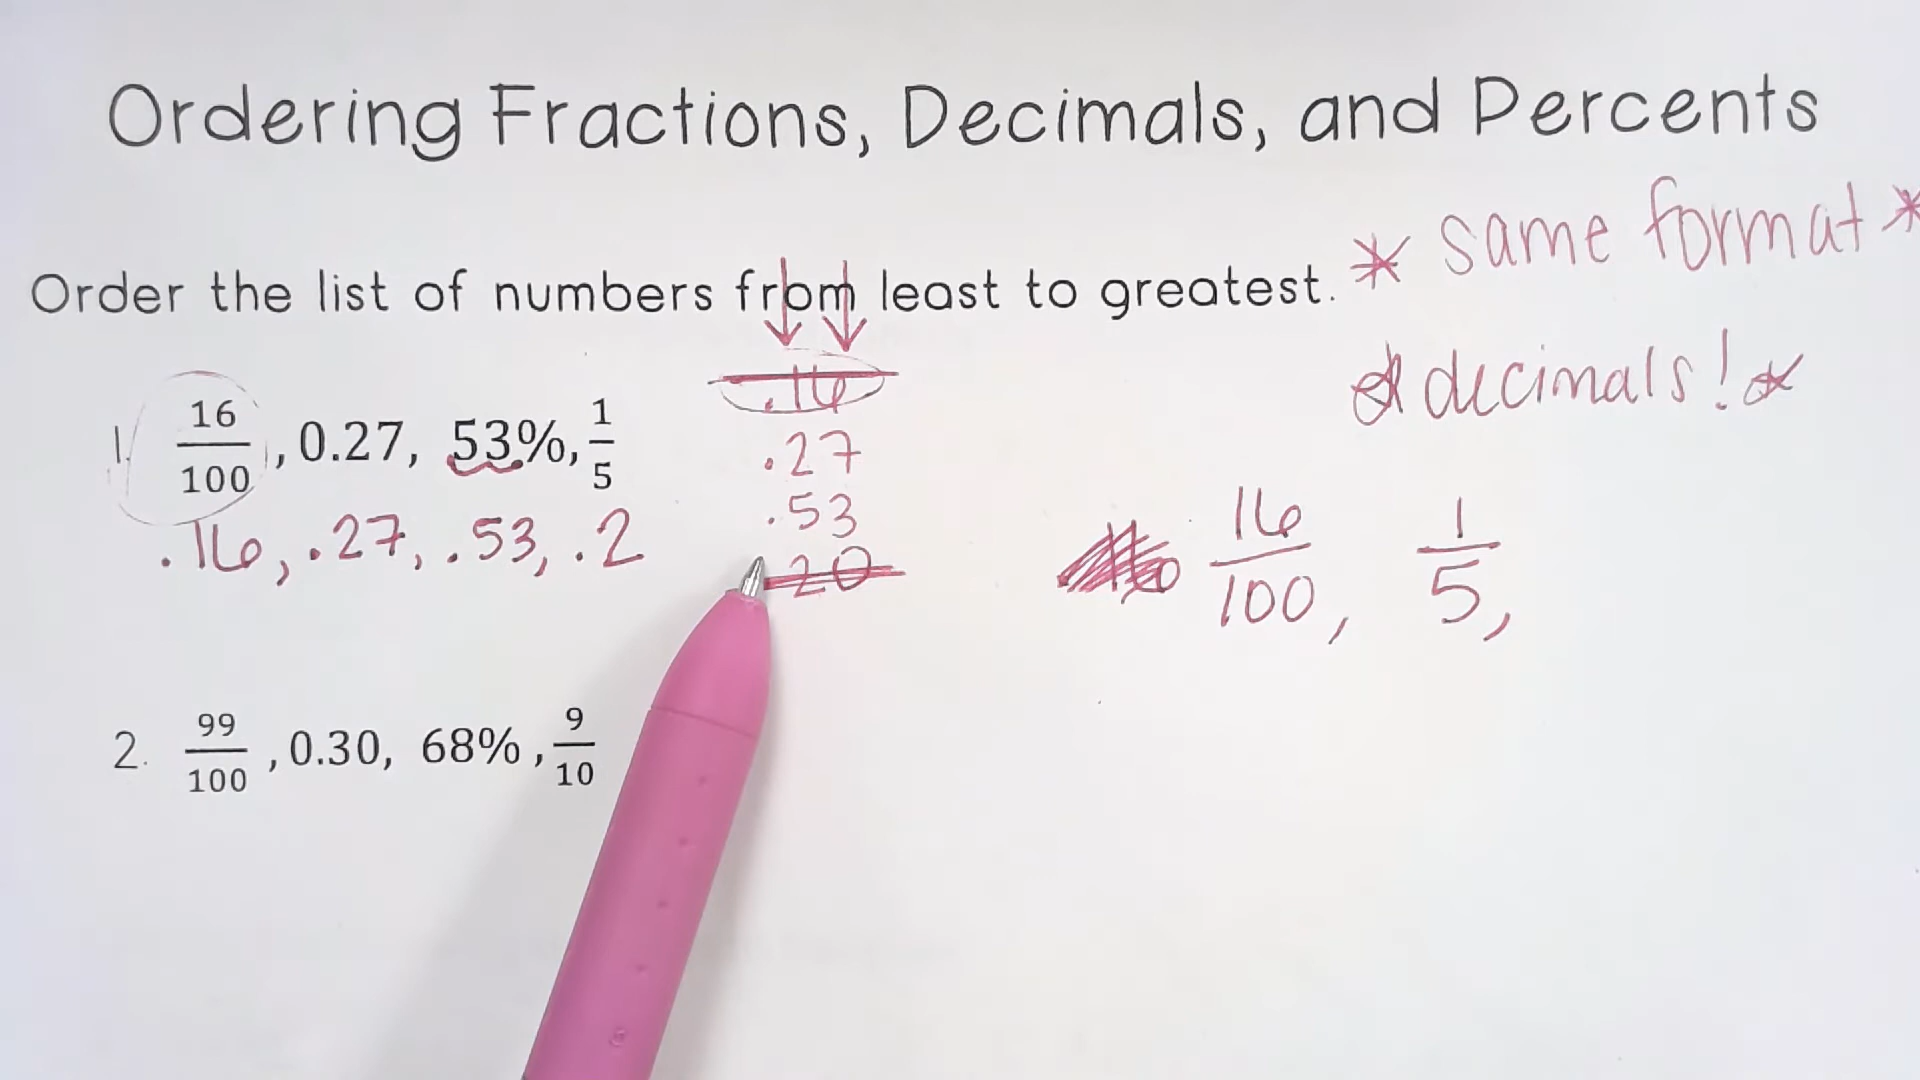 Ordering Fractions, Decimals, and Percents
* same format *
Order the list of numbers from least to greatest.
* decimals! *
1. 16/100, 0.27, 53%, 1/5
.16, .27, .53, .2
.16
.27
.53
.20
16/100, 1/5,
2. 99/100, 0.30, 68%, 9/10